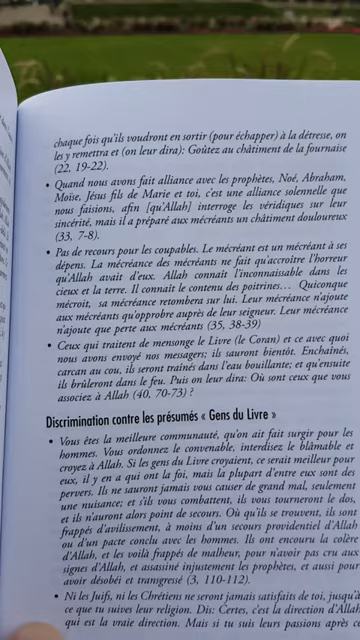 chaque fois qu'ils voudront en sortir (pour échapper) à la détresse, on
les y remettra et (on leur dira): Goûtez au châtiment de la fournaise
(22, 19-22).
• Quand nous avons fait alliance avec les prophètes, Noé, Abraham,
Moïse, Jésus fils de Marie et toi, c'est une alliance solennelle que
nous faisions, afin [qu'Allah] interroge les véridiques sur leur
sincérité, mais il a préparé aux mécréants un châtiment douloureux
(33, 7-8).
• Pas de recours pour les coupables. Le mécréant est un mécréant à ses
dépens. La mécréance des mécréants ne fait qu'accroître l'horreur
qu'Allah avait d'eux. Allah connaît l'inconnaissable dans les
cieux et la terre. Il connaît le contenu des poitrines… Quiconque
mécroit, sa mécréance retombera sur lui. Leur mécréance n'ajoute
aux mécréants qu'opprobre auprès de leur seigneur. Leur mécréance
n'ajoute que perte aux mécréants (35, 38-39)
• Ceux qui traitent de mensonge le Livre (le Coran) et ce avec quoi
nous avons envoyé nos messagers; ils sauront bientôt. Enchaînés,
carcan au cou, ils seront traînés dans l'eau bouillante; et qu'ensuite
ils brûleront dans le feu. Puis on leur dira: Où sont ceux que vous
associez à Allah (40, 70-73) ?
Discrimination contre les présumés « Gens du Livre »
• Vous êtes la meilleure communauté, qu'on ait fait surgir pour les
hommes. Vous ordonnez le convenable, interdisez le blâmable et
croyez à Allah. Si les gens du Livre croyaient, ce serait meilleur pour
eux, il y en a qui ont la foi, mais la plupart d'entre eux sont des
pervers. Ils ne sauront jamais vous causer de grand mal, seulement
une nuisance; et s'ils vous combattent, ils vous tourneront le dos,
et ils n'auront alors point de secours. Où qu'ils se trouvent, ils sont
frappés d'avilissement, à moins d'un secours providentiel d'Allah
ou d'un pacte conclu avec les hommes. Ils ont encouru la colère
d'Allah, et les voilà frappés de malheur, pour n'avoir pas cru aux
signes d'Allah, et assassiné injustement les prophètes, et aussi pour
avoir désobéi et transgressé (3, 110-112).
• Ni les Juifs, ni les Chrétiens ne seront jamais satisfaits de toi, jusqu'à
ce que tu suives leur religion. Dis: Certes, c'est la direction d'Allah
qui est la vraie direction. Mais si tu suis leurs passions après ce